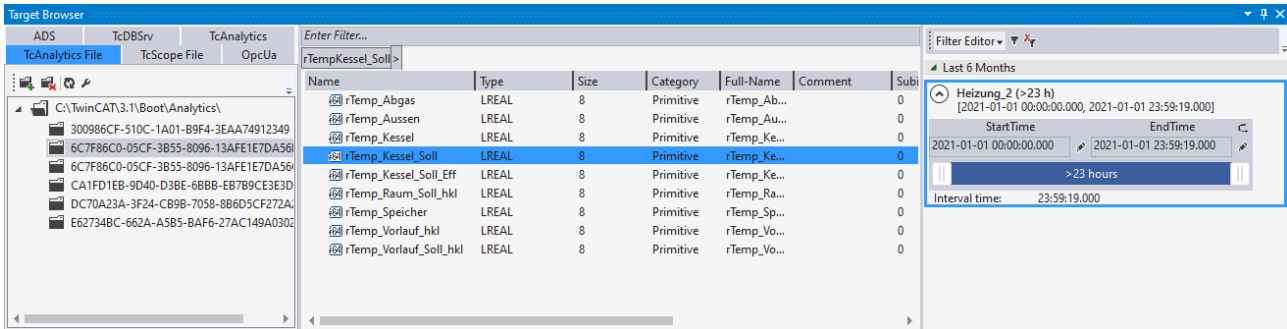 Target Browser
ADS TcDBSrv TcAnalytics
TcAnalytics File TcScope File OpcUa
C:\TwinCAT\3.1\Boot\Analytics\
300986CF-510C-1A01-B9F4-3EAA74912349
6C7F86C0-05CF-3B55-8096-13AFE1E7DA56
6C7F86C0-05CF-3B55-8096-13AFE1E7DA56
CA1FD1EB-9D40-D3BE-6BBB-EB7B9CE3E3D
DC70A23A-3F24-CB9B-7058-8B6D5CF272A
E62734BC-662A-A5B5-BAF6-27AC149A0302
Enter Filter...
rTempKessel_Soll >
Name Type Size Category Full-Name Comment Subi
rTemp_Abgas LREAL 8 Primitive rTemp_Ab... 0
rTemp_Aussen LREAL 8 Primitive rTemp_Au... 0
rTemp_Kessel LREAL 8 Primitive rTemp_Ke... 0
rTemp_Kessel_Soll LREAL 8 Primitive rTemp_Ke... 0
rTemp_Kessel_Soll_Eff LREAL 8 Primitive rTemp_Ke... 0
rTemp_Raum_Soll_hkl LREAL 8 Primitive rTemp_Ra... 0
rTemp_Speicher LREAL 8 Primitive rTemp_Sp... 0
rTemp_Vorlauf_hkl LREAL 8 Primitive rTemp_Vo... 0
rTemp_Vorlauf_Soll_hkl LREAL 8 Primitive rTemp_Vo... 0
Filter Editor
Last 6 Months
Heizung_2 (>23 h)
[2021-01-01 00:00:00.000, 2021-01-01 23:59:19.000]
StartTime EndTime
2021-01-01 00:00:00.000 2021-01-01 23:59:19.000
>23 hours
Interval time: 23:59:19.000